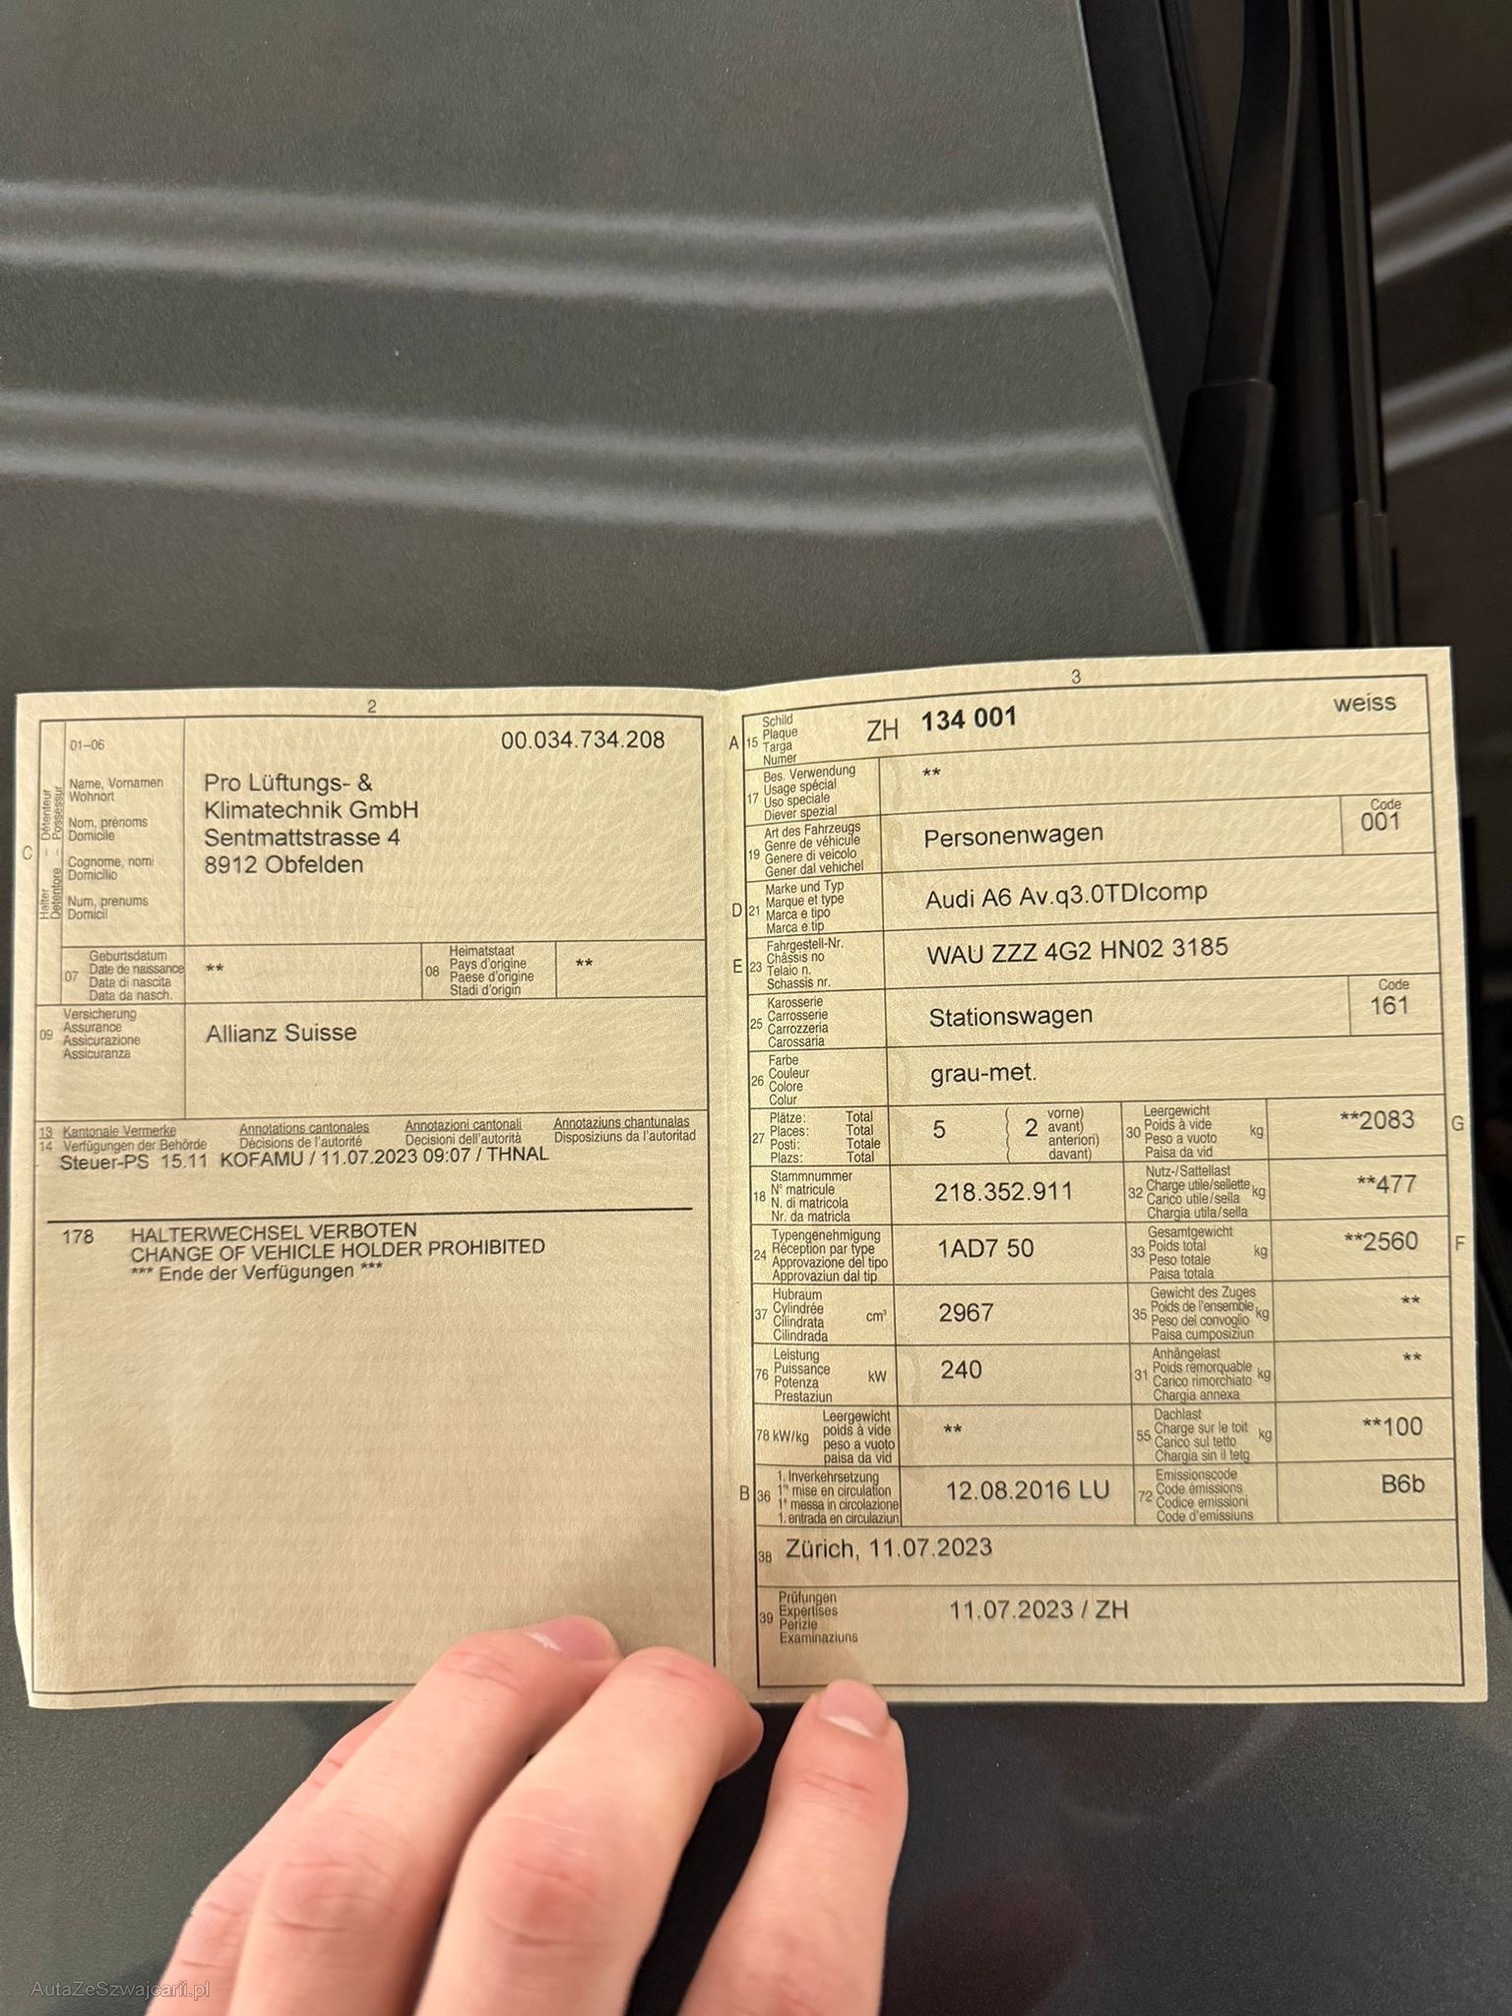 2
01–06
00.034.734.208
C
Halter – Détenteur
Detentore – Possessur
Name, Vornamen
Wohnort
Nom, prénoms
Domicile
Cognome, nomi
Domicilio
Num, prenums
Domicil
Pro Lüftungs- &
Klimatechnik GmbH
Sentmattstrasse 4
8912 Obfelden
07
Geburtsdatum
Date de naissance
Data di nascita
Data da nasch.
**
08
Heimatstaat
Pays d'origine
Paese d'origine
Stadi d'origin
**
09
Versicherung
Assurance
Assicurazione
Assicuranza
Allianz Suisse
13 Kantonale Vermerke Annotations cantonales Annotazioni cantonali Annotaziuns chantunalas
14 Verfügungen der Behörde Décisions de l'autorité Decisioni dell'autorità Disposiziuns da l'autoritad
Steuer-PS 15.11 KOFAMU / 11.07.2023 09:07 / THNAL
178 HALTERWECHSEL VERBOTEN
CHANGE OF VEHICLE HOLDER PROHIBITED
*** Ende der Verfügungen ***
3
A 15
Schild
Plaque
Targa
Numer
ZH 134 001 weiss
17
Bes. Verwendung
Usage spécial
Uso speciale
Diever spezial
**
19
Art des Fahrzeugs
Genre de véhicule
Genere di veicolo
Gener dal vehichel
Personenwagen
Code
001
D 21
Marke und Typ
Marque et type
Marca e tipo
Marca e tip
Audi A6 Av.q3.0TDIcomp
E 23
Fahrgestell-Nr.
Châssis no
Telaio n.
Schassis nr.
WAU ZZZ 4G2 HN02 3185
25
Karosserie
Carrosserie
Carrozzeria
Carossaria
Stationswagen
Code
161
26
Farbe
Couleur
Colore
Colur
grau-met.
27
Plätze: Total
Places: Total
Posti: Totale
Plazs: Total
5
( 2 vorne)
( avant)
( anteriori)
( davant)
30
Leergewicht
Poids à vide
Peso a vuoto
Paisa da vid
kg
**2083
G
18
Stammnummer
N° matricule
N. di matricola
Nr. da matricla
218.352.911
32
Nutz-/Sattellast
Charge utile/sellette
Carico utile/sella
Chargia utila/sella
kg
**477
24
Typengenehmigung
Réception par type
Approvazione del tipo
Approvaziun dal tip
1AD7 50
33
Gesamtgewicht
Poids total
Peso totale
Paisa totala
kg
**2560
F
37
Hubraum
Cylindrée
Cilindrata
Cilindrada
cm³
2967
35
Gewicht des Zuges
Poids de l'ensemble
Peso del convoglio
Paisa cumposiziun
kg
**
76
Leistung
Puissance
Potenza
Prestaziun
kW
240
31
Anhängelast
Poids remorquable
Carico rimorchiato
Chargia annexa
kg
**
78 kW/kg
Leergewicht
poids à vide
peso a vuoto
paisa da vid
**
55
Dachlast
Charge sur le toit
Carico sul tetto
Chargia sin il tetg
kg
**100
B 36
1. Inverkehrsetzung
1re mise en circulation
1a messa in circolazione
1. entrada en circulaziun
12.08.2016 LU
72
Emissionscode
Code émissions
Codice emissioni
Code d'emissiuns
B6b
38 Zürich, 11.07.2023
39
Prüfungen
Expertises
Perizie
Examinaziuns
11.07.2023 / ZH
AutaZeSzwajcarii.pl